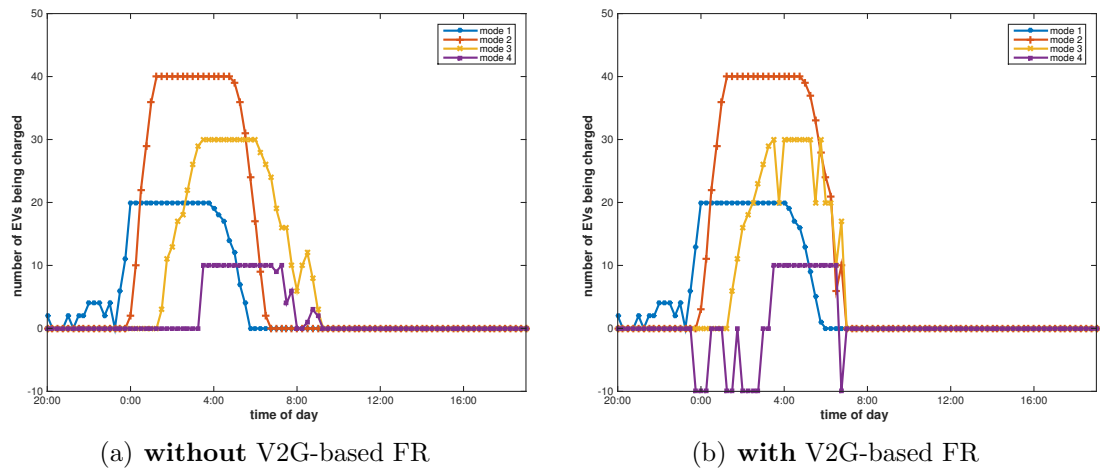 50
40
30
20
10
0
-10
number of EVs being charged
20:00 0:00 4:00 8:00 12:00 16:00
time of day
mode 1
mode 2
mode 3
mode 4
(a) without V2G-based FR
50
40
30
20
10
0
-10
number of EVs being charged
20:00 0:00 4:00 8:00 12:00 16:00
time of day
mode 1
mode 2
mode 3
mode 4
(b) with V2G-based FR